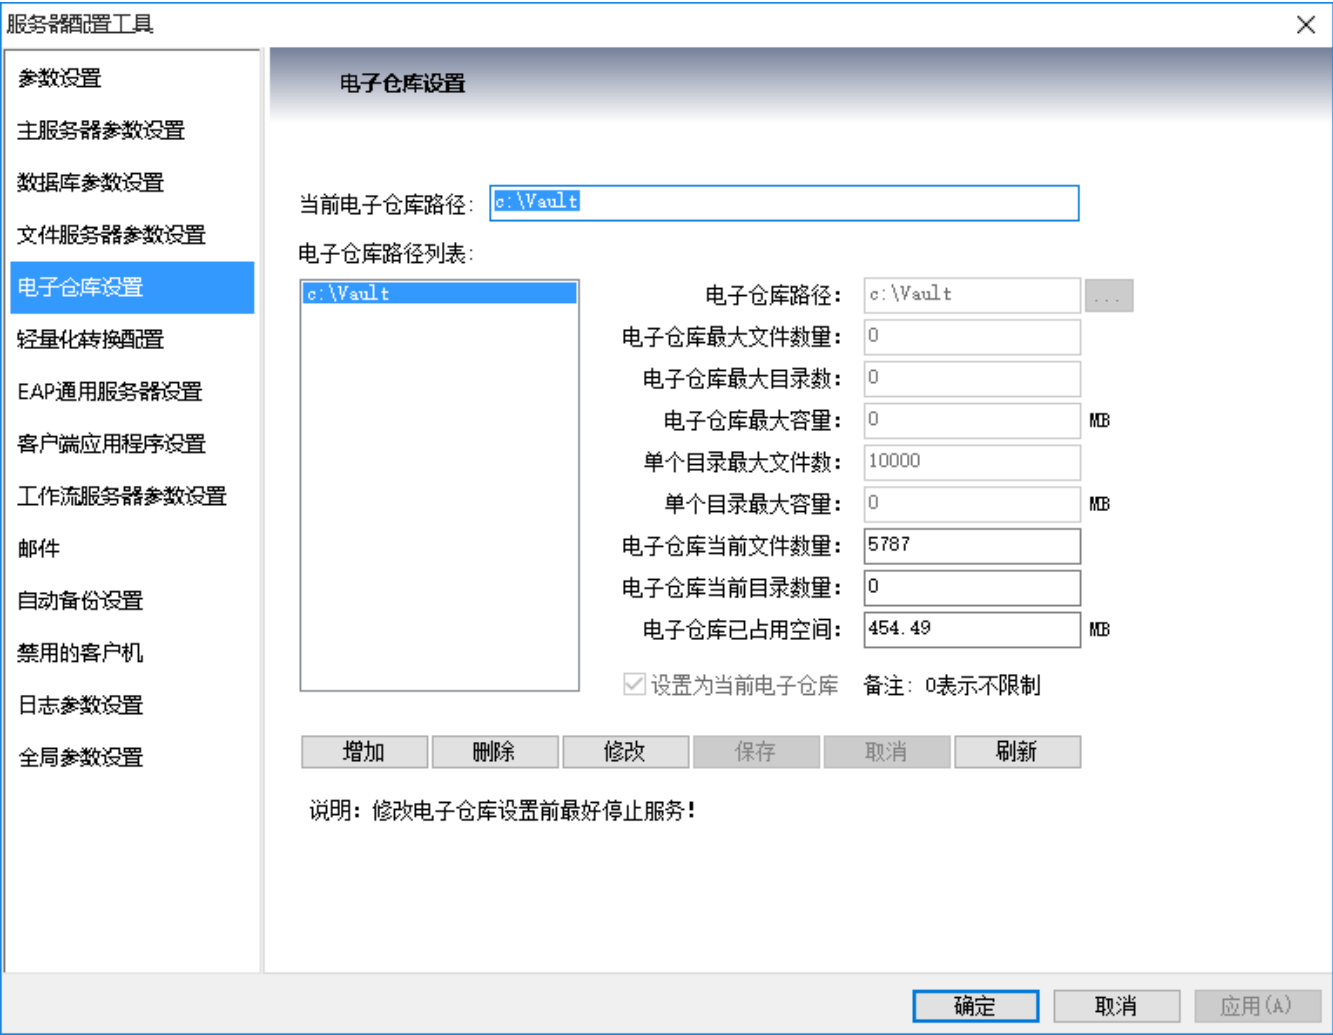 服务器配置工具
参数设置
主服务器参数设置
数据库参数设置
文件服务器参数设置
电子仓库设置
轻量化转换配置
EAP通用服务器设置
客户端应用程序设置
工作流服务器参数设置
邮件
自动备份设置
禁用的客户机
日志参数设置
全局参数设置
电子仓库设置
当前电子仓库路径： c:\Vault
电子仓库路径列表：
c:\Vault
电子仓库路径： c:\Vault ...
电子仓库最大文件数量： 0
电子仓库最大目录数： 0
电子仓库最大容量： 0 MB
单个目录最大文件数： 10000
单个目录最大容量： 0 MB
电子仓库当前文件数量： 5787
电子仓库当前目录数量： 0
电子仓库已占用空间： 454.49 MB
设置为当前电子仓库 备注：0表示不限制
增加 删除 修改 保存 取消 刷新
说明：修改电子仓库设置前最好停止服务！
确定 取消 应用(A)